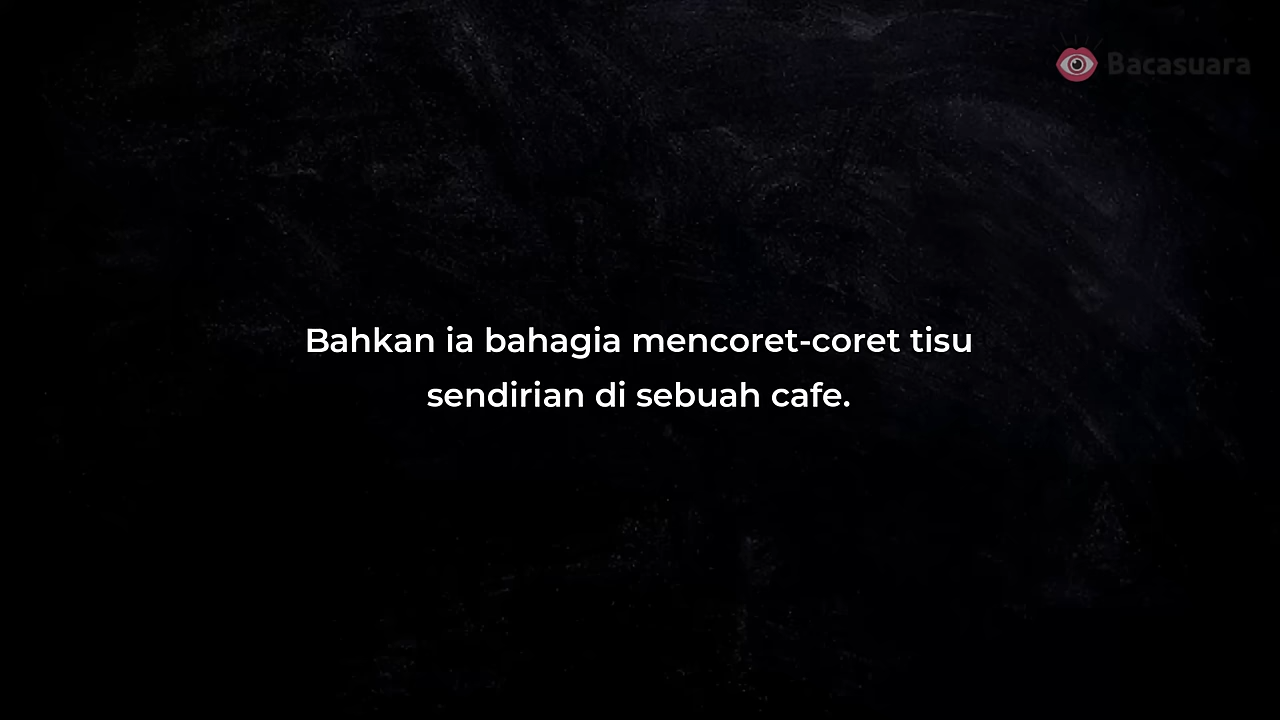 Bacasuara
Bahkan ia bahagia mencoret-coret tisu
sendirian di sebuah cafe.